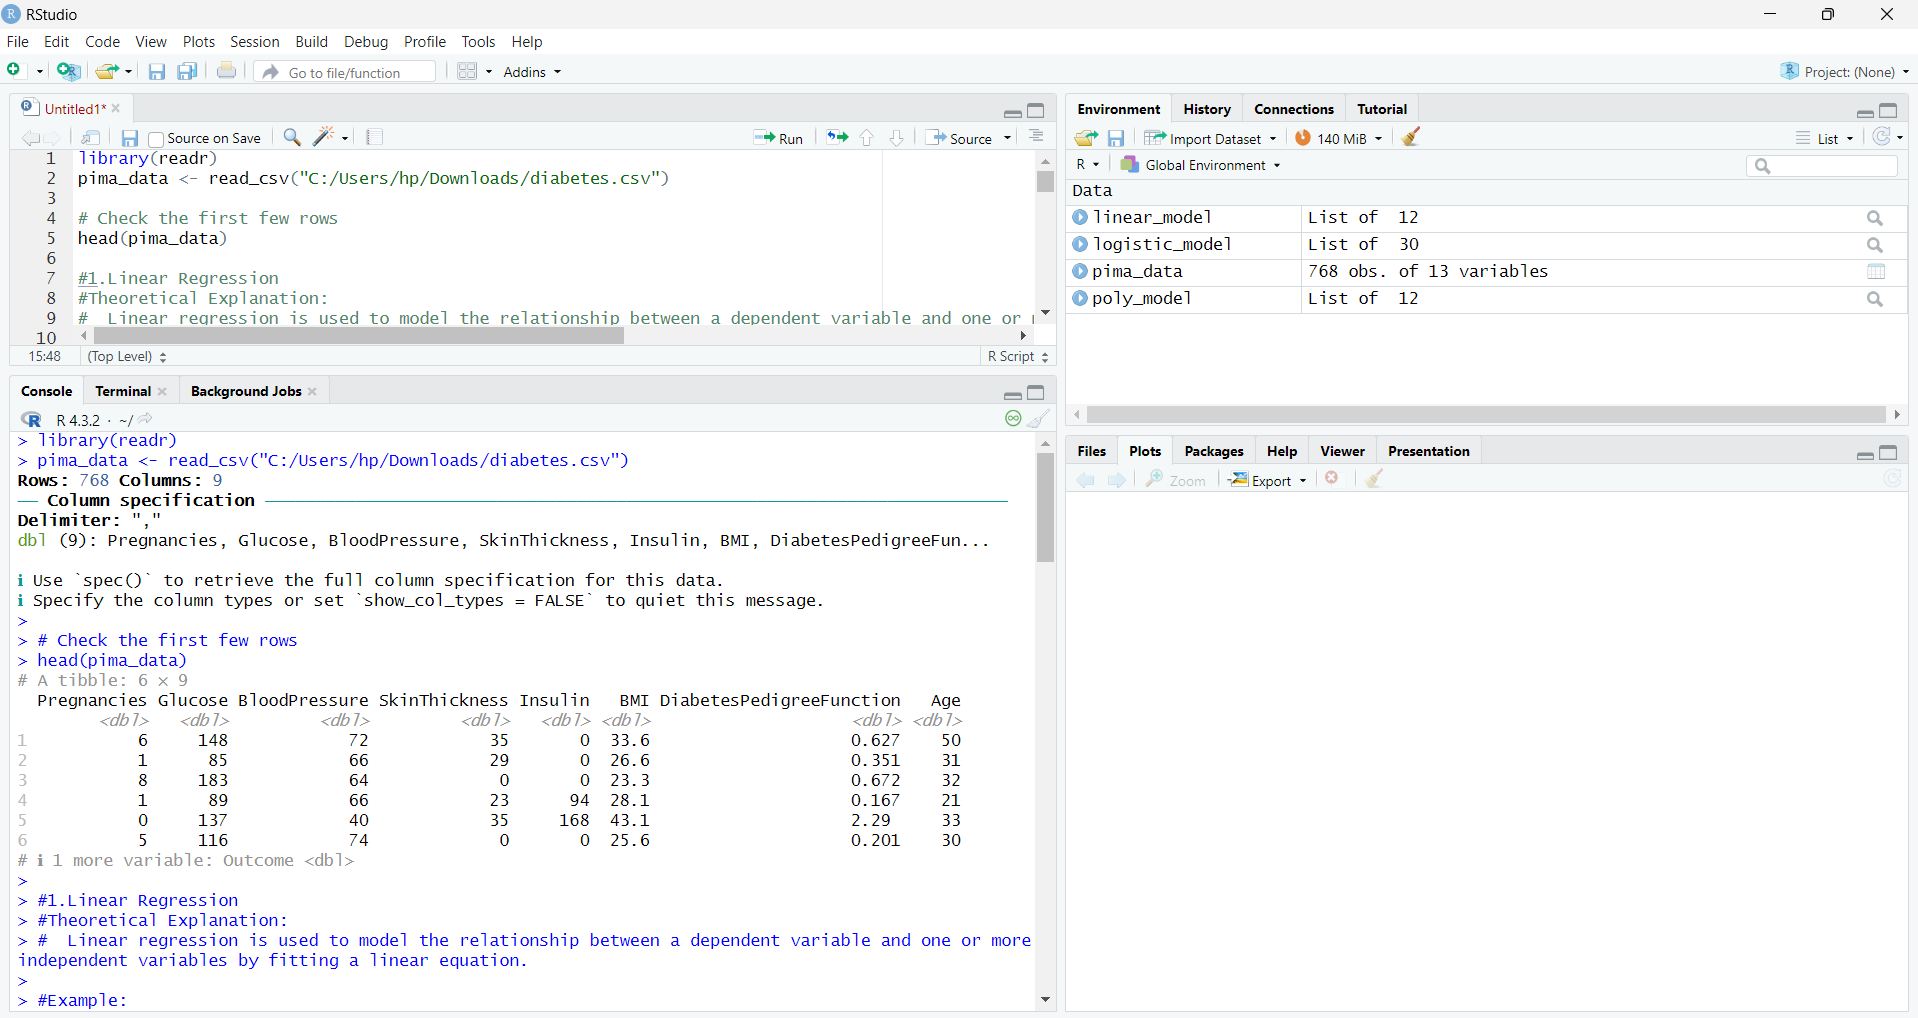 RStudio
File Edit Code View Plots Session Build Debug Profile Tools Help
Go to file/function Addins Project: (None)
Untitled1*
Source on Save Run Source
1 library(readr)
2 pima_data <- read_csv("C:/Users/hp/Downloads/diabetes.csv")
3
4 # Check the first few rows
5 head(pima_data)
6
7 #1.Linear Regression
8 #Theoretical Explanation:
9 #  Linear regression is used to model the relationship between a dependent variable and one or
10
15:48 (Top Level) R Script
Console Terminal Background Jobs
R 4.3.2 · ~/
> library(readr)
> pima_data <- read_csv("C:/Users/hp/Downloads/diabetes.csv")
Rows: 768 Columns: 9
── Column specification ──────────────────────────
Delimiter: ","
dbl (9): Pregnancies, Glucose, BloodPressure, SkinThickness, Insulin, BMI, DiabetesPedigreeFun...
ℹ Use `spec()` to retrieve the full column specification for this data.
ℹ Specify the column types or set `show_col_types = FALSE` to quiet this message.
>
> # Check the first few rows
> head(pima_data)
# A tibble: 6 × 9
Pregnancies Glucose BloodPressure SkinThickness Insulin BMI DiabetesPedigreeFunction Age
<dbl> <dbl> <dbl> <dbl> <dbl> <dbl> <dbl> <dbl>
1 6 148 72 35 0 33.6 0.627 50
2 1 85 66 29 0 26.6 0.351 31
3 8 183 64 0 0 23.3 0.672 32
4 1 89 66 23 94 28.1 0.167 21
5 0 137 40 35 168 43.1 2.29 33
6 5 116 74 0 0 25.6 0.201 30
# ℹ 1 more variable: Outcome <dbl>
>
> #1.Linear Regression
> #Theoretical Explanation:
> #  Linear regression is used to model the relationship between a dependent variable and one or more
independent variables by fitting a linear equation.
>
> #Example:
Environment History Connections Tutorial
Import Dataset 140 MiB List
R Global Environment
Data
linear_model List of 12
logistic_model List of 30
pima_data 768 obs. of 13 variables
poly_model List of 12
Files Plots Packages Help Viewer Presentation
Zoom Export